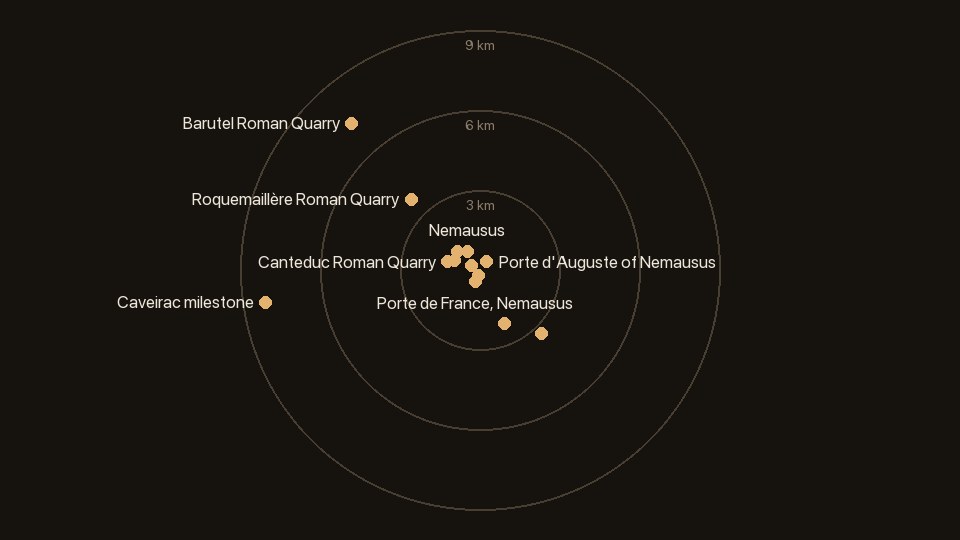 9 km
Barutel Roman Quarry
6 km
Roquemaillère Roman Quarry
3 km
Nemausus
Canteduc Roman Quarry
Porte d'Auguste of Nemausus
Caveirac milestone
Porte de France, Nemausus